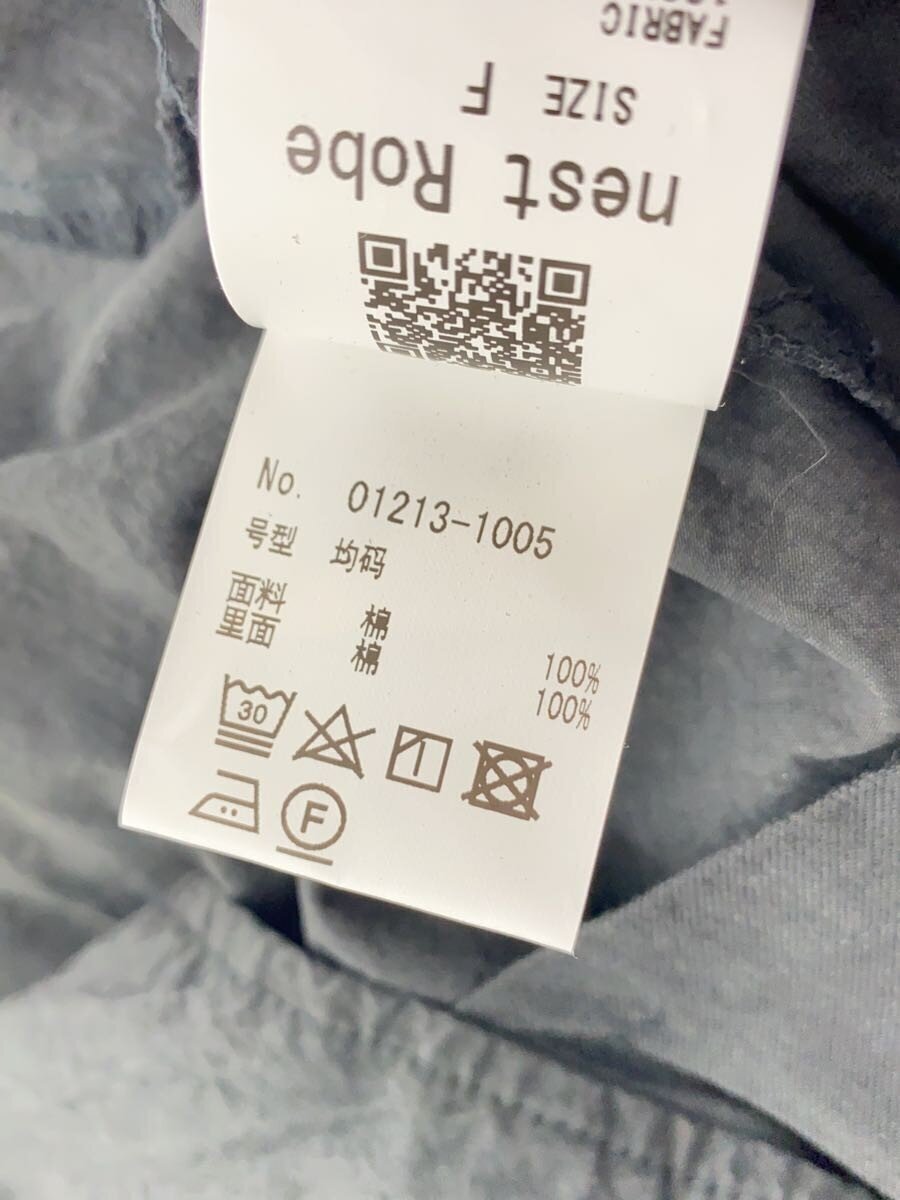 nest Robe
SIZE F
FABRIC
No. 01213-1005
号型 均码
面料 棉 100%
里面 棉 100%
30
F